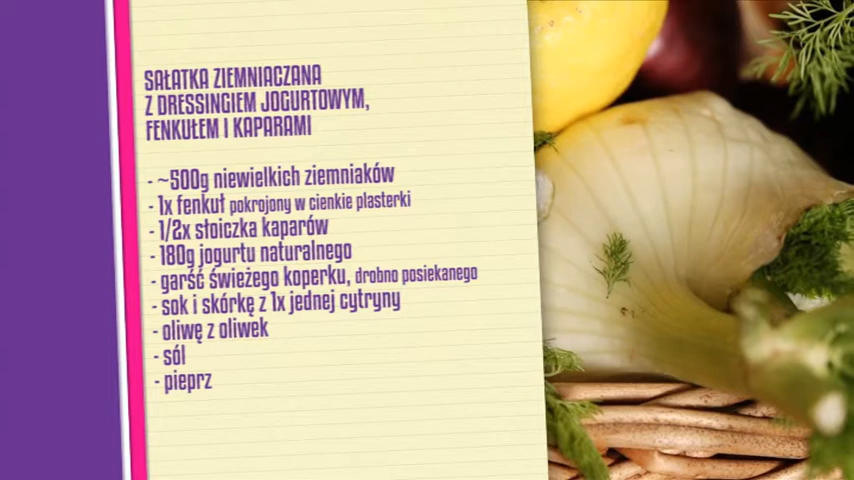 SAŁATKA ZIEMNIACZANA
Z DRESSINGIEM JOGURTOWYM,
FENKUŁEM I KAPARAMI
- ~500g niewielkich ziemniaków
- 1x fenkuł pokrojony w cienkie plasterki
- 1/2x słoiczka kaparów
- 180g jogurtu naturalnego
- garść świeżego koperku, drobno posiekanego
- sok i skórkę z 1x jednej cytryny
- oliwę z oliwek
- sól
- pieprz